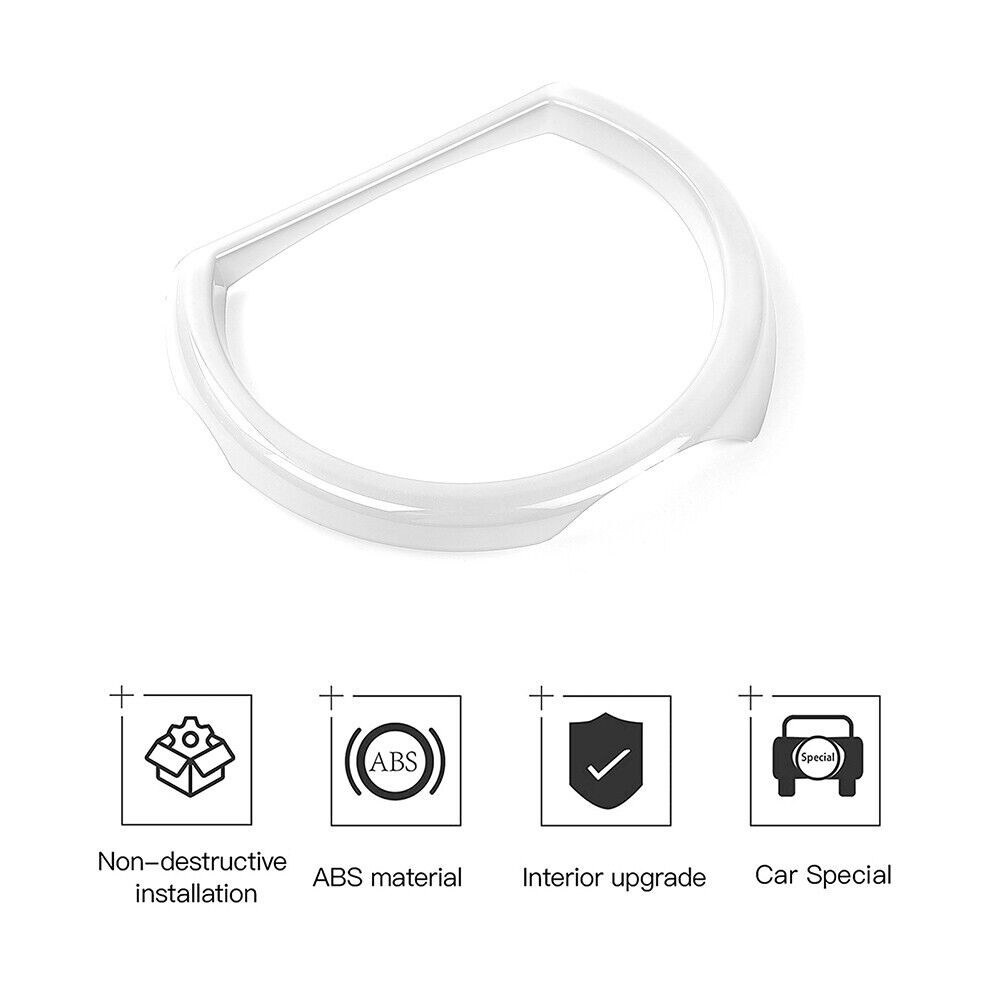 ABS
Special
Non-destructive
installation
ABS material
Interior upgrade
Car Special